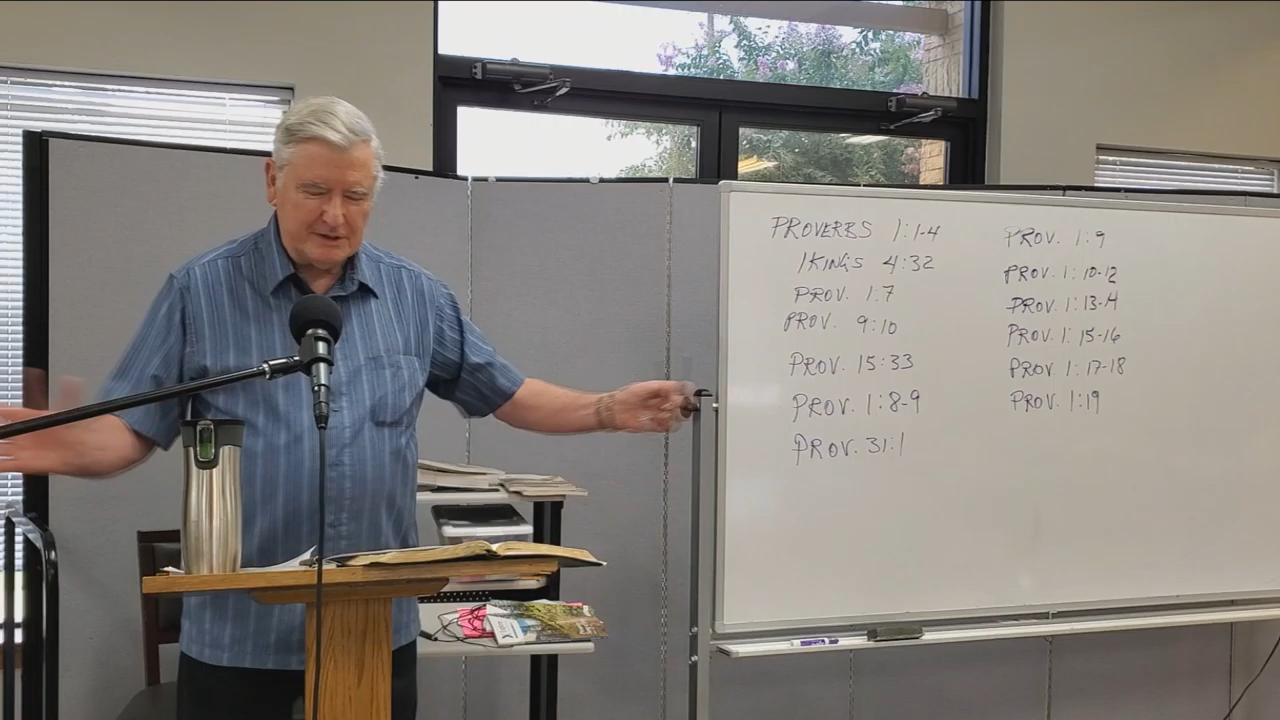 PROVERBS 1:1-4
1KINGS 4:32
PROV. 1:7
PROV. 9:10
PROV. 15:33
PROV. 1:8-9
PROV. 31:1
PROV. 1:9
PROV. 1:10-12
PROV. 1:13-14
PROV. 1:15-16
PROV 1:17-18
PROV. 1:19